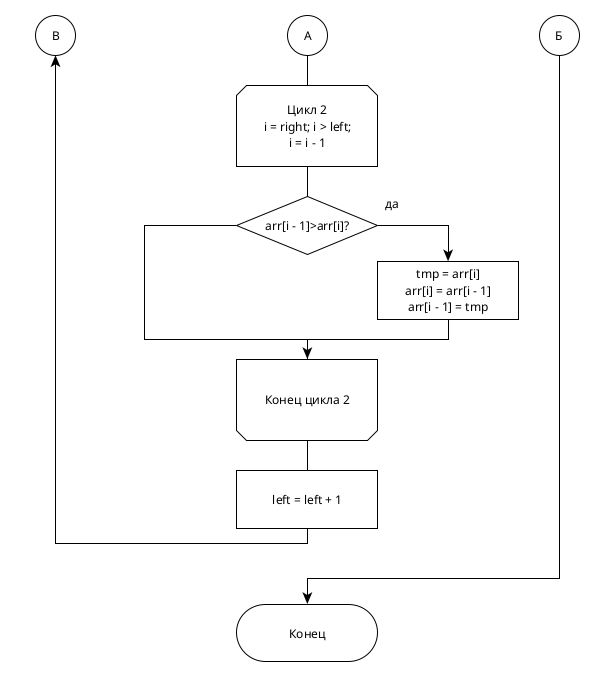 В
А
Б
Цикл 2
i = right; i > left;
i = i - 1
да
arr[i - 1]>arr[i]?
tmp = arr[i]
arr[i] = arr[i - 1]
arr[i - 1] = tmp
Конец цикла 2
left = left + 1
Конец